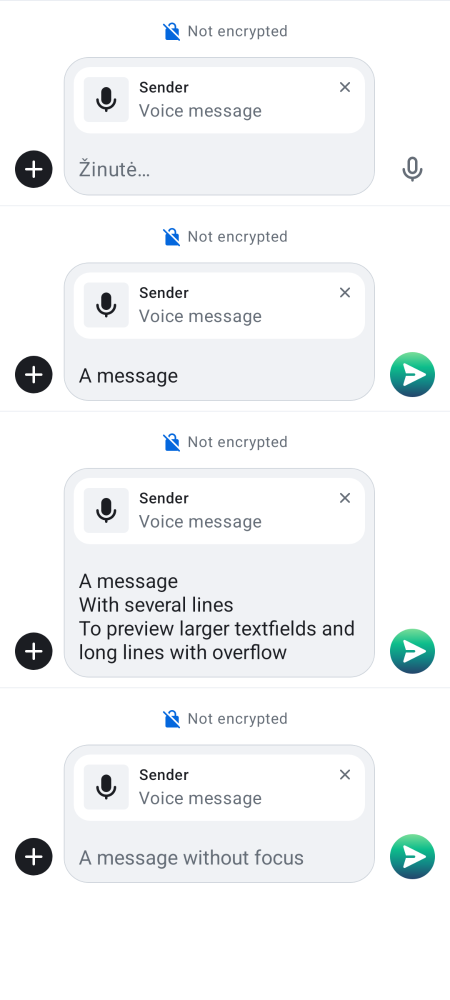 Not encrypted
Sender
Voice message
Žinutė…
Not encrypted
Sender
Voice message
A message
Not encrypted
Sender
Voice message
A message
With several lines
To preview larger textfields and
long lines with overflow
Not encrypted
Sender
Voice message
A message without focus